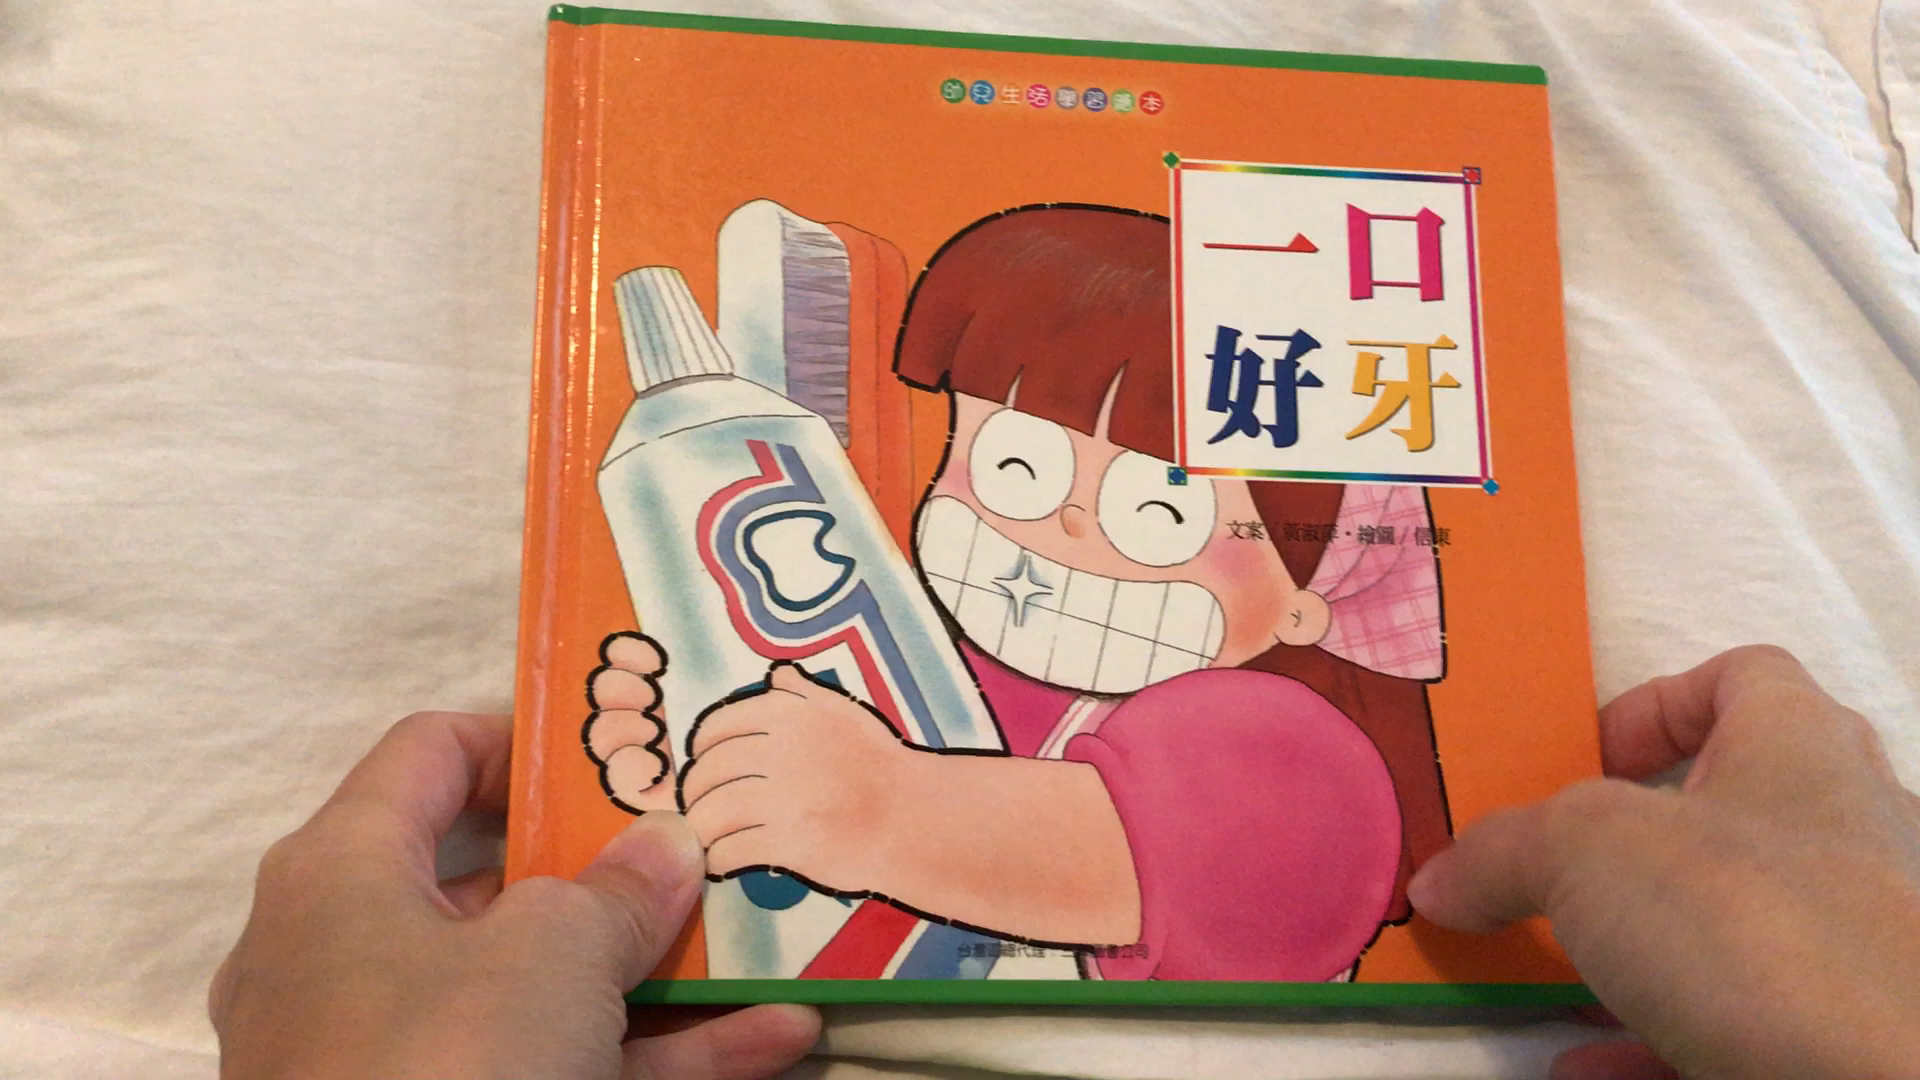 幼兒生活學習繪本
一口
好牙
文案/黃淑萍・繪圖/信東